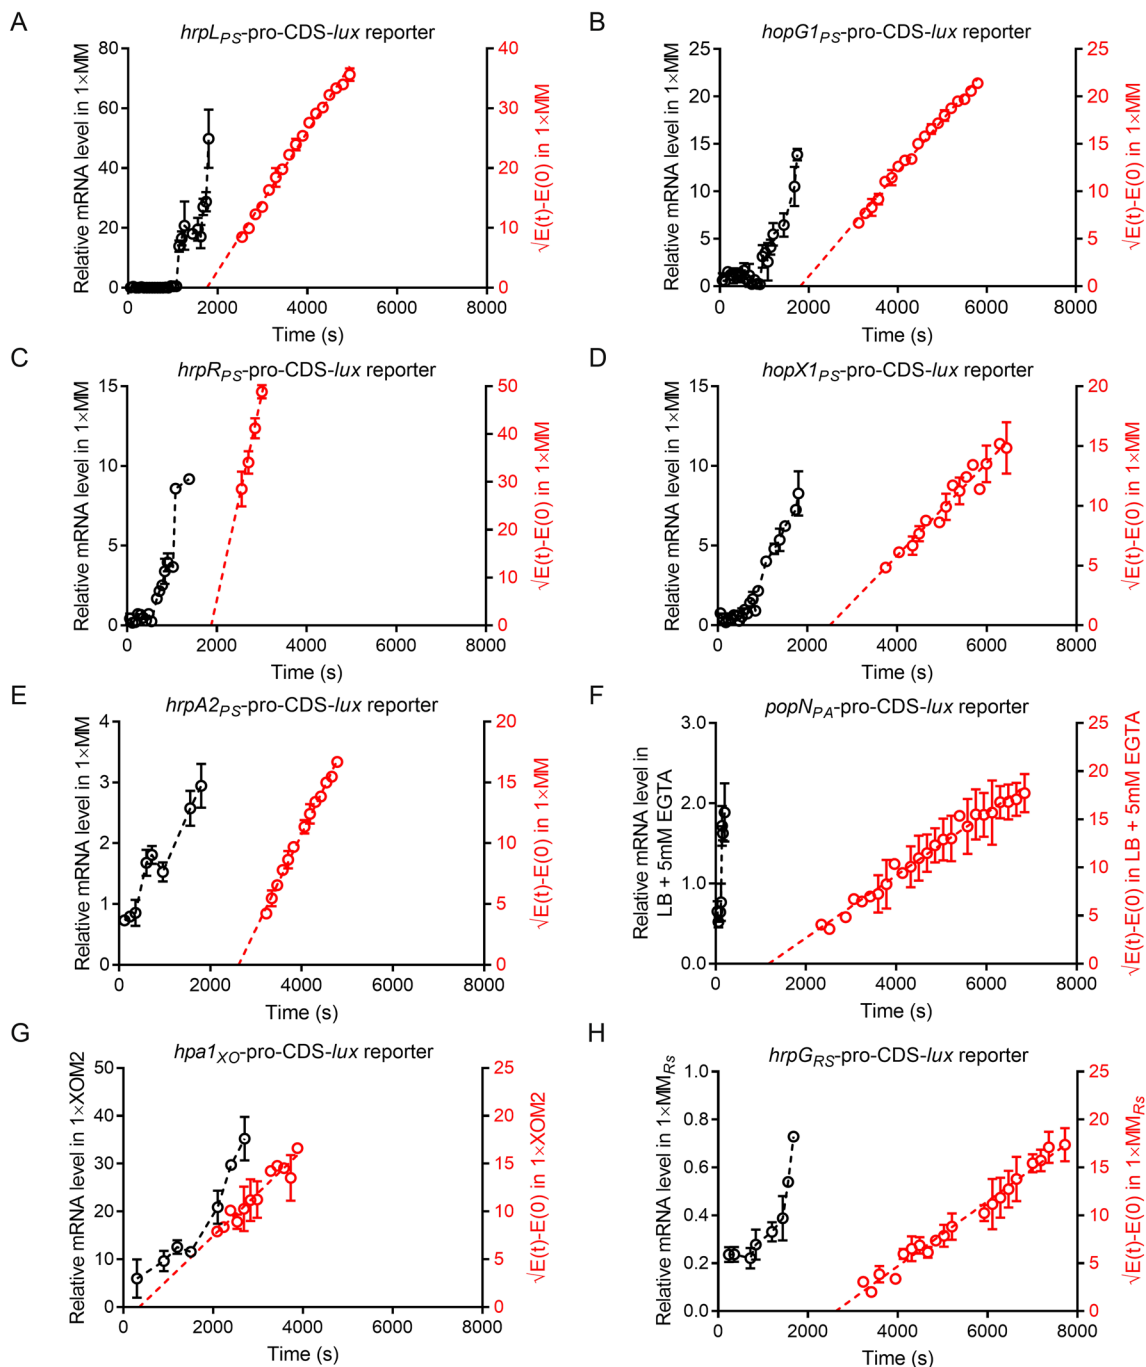 A
hrpL_PS-pro-CDS-lux reporter
Relative mRNA level in 1×MM
80
60
40
20
0
40
30
20
10
0
√E(t)-E(0) in 1×MM
0 2000 4000 6000 8000
Time (s)
B
hopG1_PS-pro-CDS-lux reporter
Relative mRNA level in 1×MM
25
20
15
10
5
0
25
20
15
10
5
0
√E(t)-E(0) in 1×MM
0 2000 4000 6000 8000
Time (s)
C
hrpR_PS-pro-CDS-lux reporter
Relative mRNA level in 1×MM
15
10
5
0
50
40
30
20
10
0
√E(t)-E(0) in 1×MM
0 2000 4000 6000 8000
Time (s)
D
hopX1_PS-pro-CDS-lux reporter
Relative mRNA level in 1×MM
15
10
5
0
20
15
10
5
0
√E(t)-E(0) in 1×MM
0 2000 4000 6000 8000
Time (s)
E
hrpA2_PS-pro-CDS-lux reporter
Relative mRNA level in 1×MM
4
3
2
1
0
20
15
10
5
0
√E(t)-E(0) in 1×MM
0 2000 4000 6000 8000
Time (s)
F
popN_PA-pro-CDS-lux reporter
Relative mRNA level in
LB + 5mM EGTA
3.0
2.0
1.0
0.0
25
20
15
10
5
0
√E(t)-E(0) in LB + 5mM EGTA
0 2000 4000 6000 8000
Time (s)
G
hpa1_XO-pro-CDS-lux reporter
Relative mRNA level in 1×XOM2
50
40
30
20
10
0
25
20
15
10
5
0
√E(t)-E(0) in 1×XOM2
0 2000 4000 6000 8000
Time (s)
H
hrpG_RS-pro-CDS-lux reporter
Relative mRNA level in 1×MM_Rs
1.0
0.8
0.6
0.4
0.2
0.0
25
20
15
10
5
0
√E(t)-E(0) in 1×MM_Rs
0 2000 4000 6000 8000
Time (s)